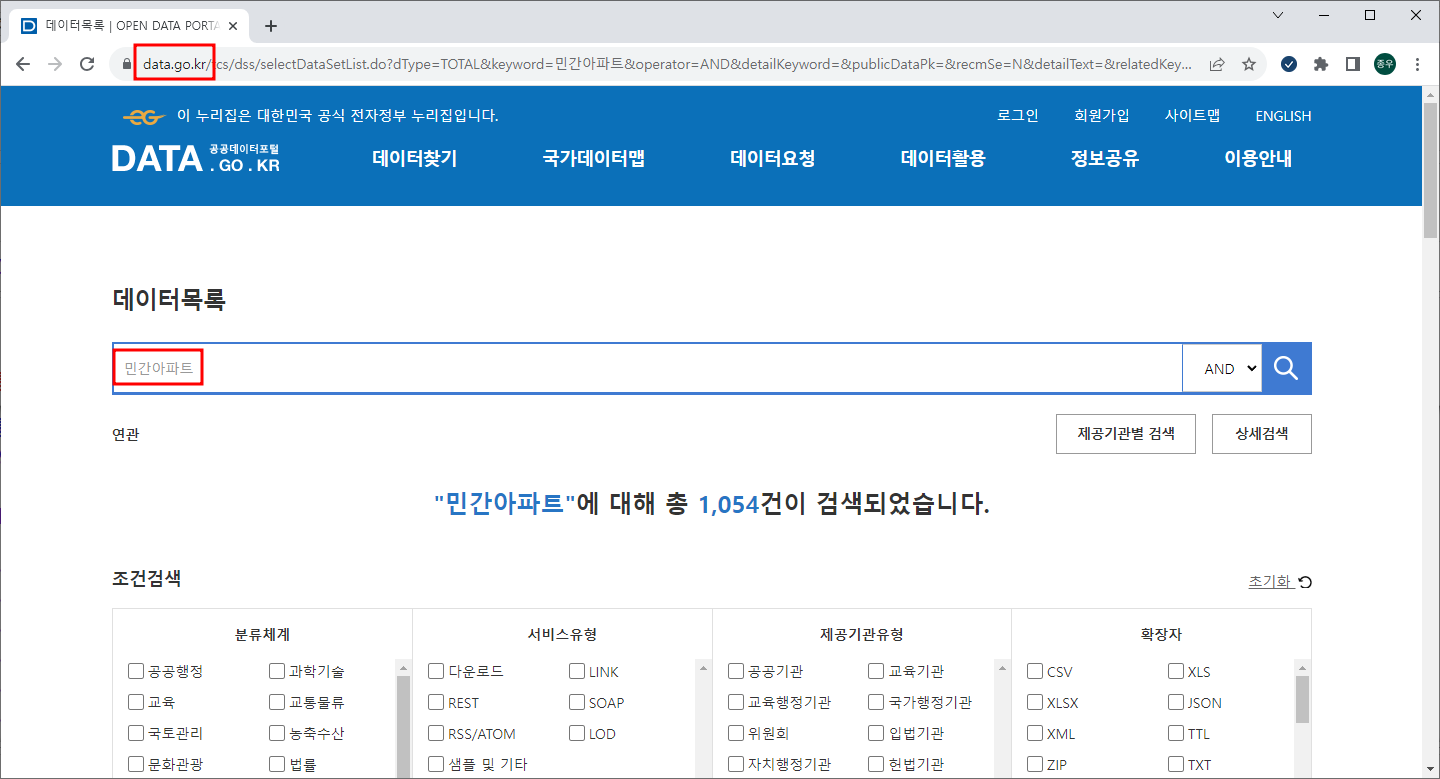 데이터목록 | OPEN DATA PORTA
data.go.kr/tcs/dss/selectDataSetList.do?dType=TOTAL&keyword=민간아파트&operator=AND&detailKeyword=&publicDataPk=&recmSe=N&detailText=&relatedKey...
종우
이 누리집은 대한민국 공식 전자정부 누리집입니다.
로그인 회원가입 사이트맵 ENGLISH
DATA 공공데이터포털 . GO . KR
데이터찾기 국가데이터맵 데이터요청 데이터활용 정보공유 이용안내
데이터목록
민간아파트 AND
연관 제공기관별 검색 상세검색
"민간아파트"에 대해 총 1,054건이 검색되었습니다.
조건검색 초기화
분류체계 서비스유형 제공기관유형 확장자
공공행정 과학기술 다운로드 LINK 공공기관 교육기관 CSV XLS
교육 교통물류 REST SOAP 교육행정기관 국가행정기관 XLSX JSON
국토관리 농축수산 RSS/ATOM LOD 위원회 입법기관 XML TTL
문화관광 법률 샘플 및 기타 자치행정기관 헌법기관 ZIP TXT